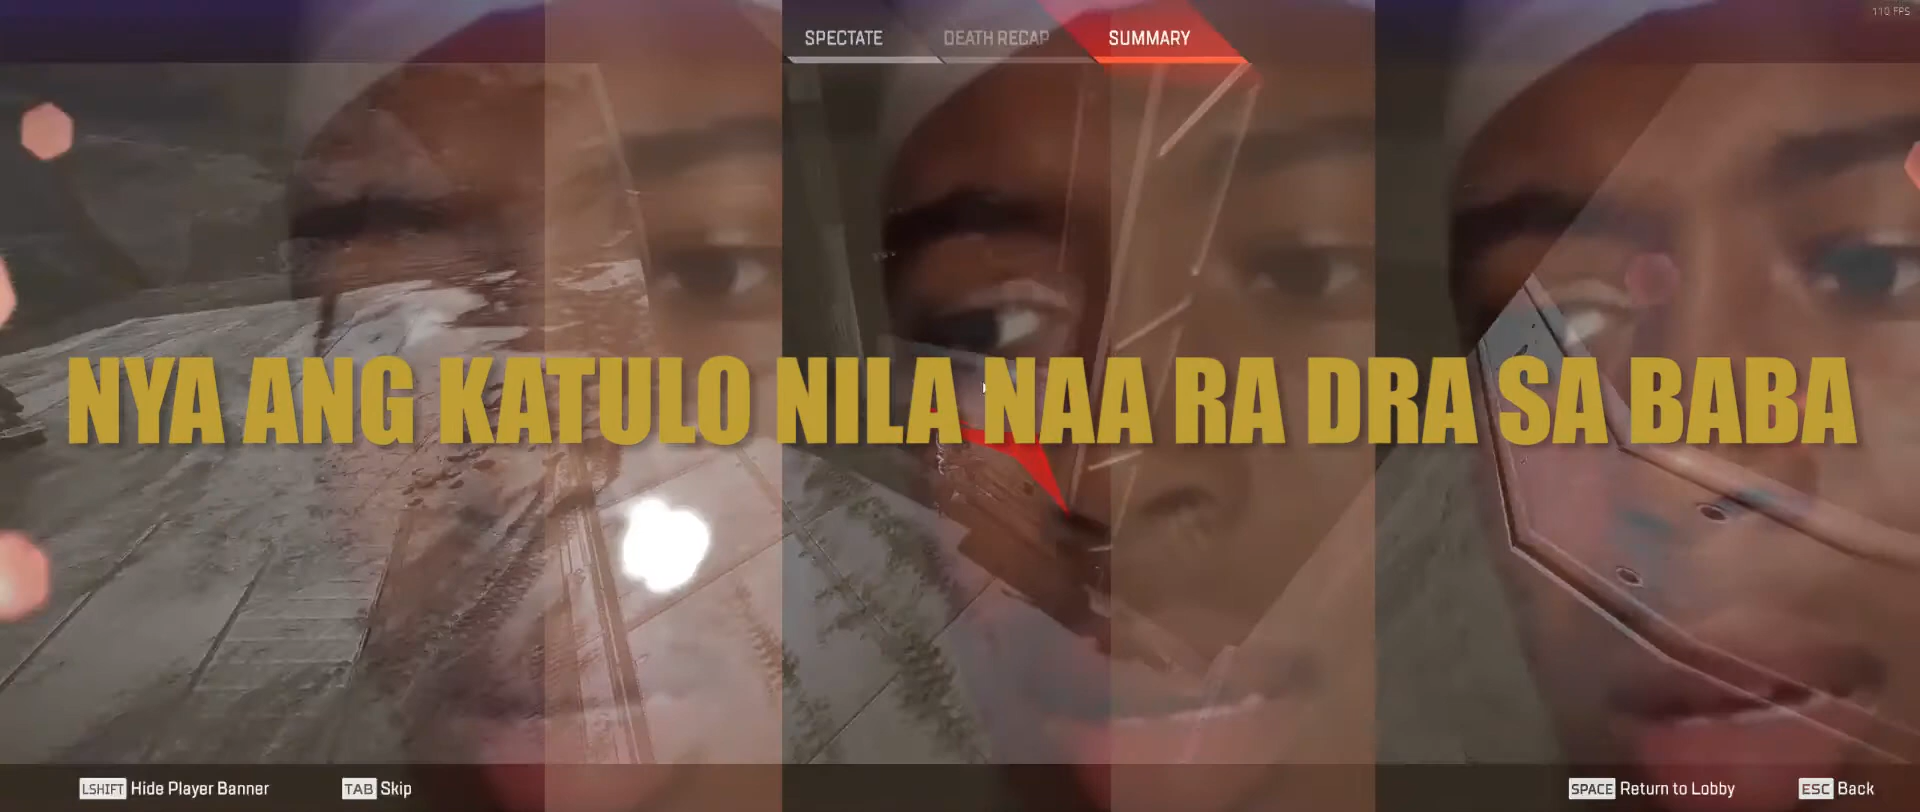 110 FPS
SPECTATE DEATH RECAP SUMMARY
NYA ANG KATULO NILA NAA RA DRA SA BABA
LSHIFT Hide Player Banner TAB Skip SPACE Return to Lobby ESC Back